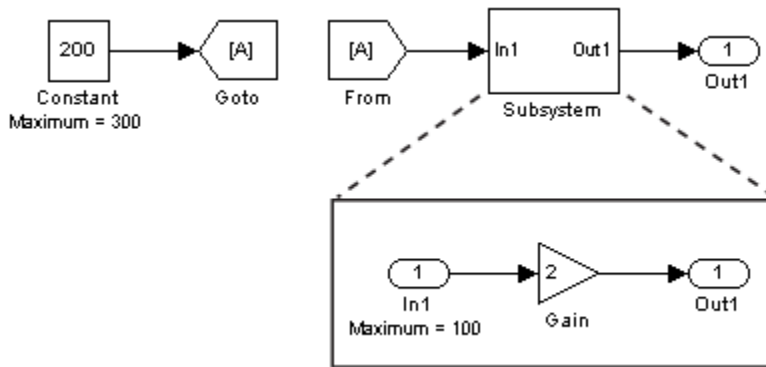 200
[A]
[A]
In1
Out1
1
Constant
Goto
From
Subsystem
Out1
Maximum = 300
1
2
1
In1
Gain
Out1
Maximum = 100